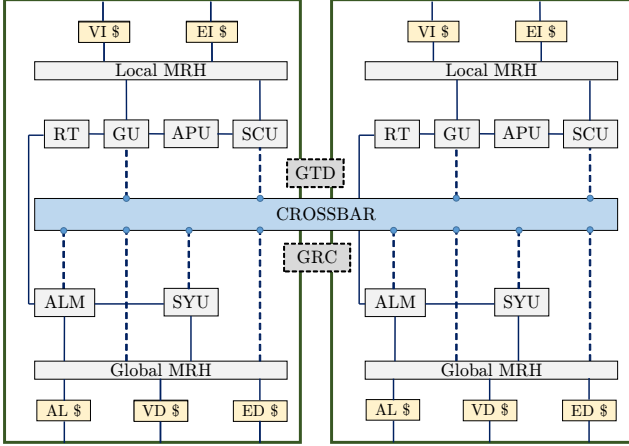 VI $ EI $ VI $ EI $
Local MRH Local MRH
RT GU APU SCU RT GU APU SCU
GTD
CROSSBAR
GRC
ALM SYU ALM SYU
Global MRH Global MRH
AL $ VD $ ED $ AL $ VD $ ED $